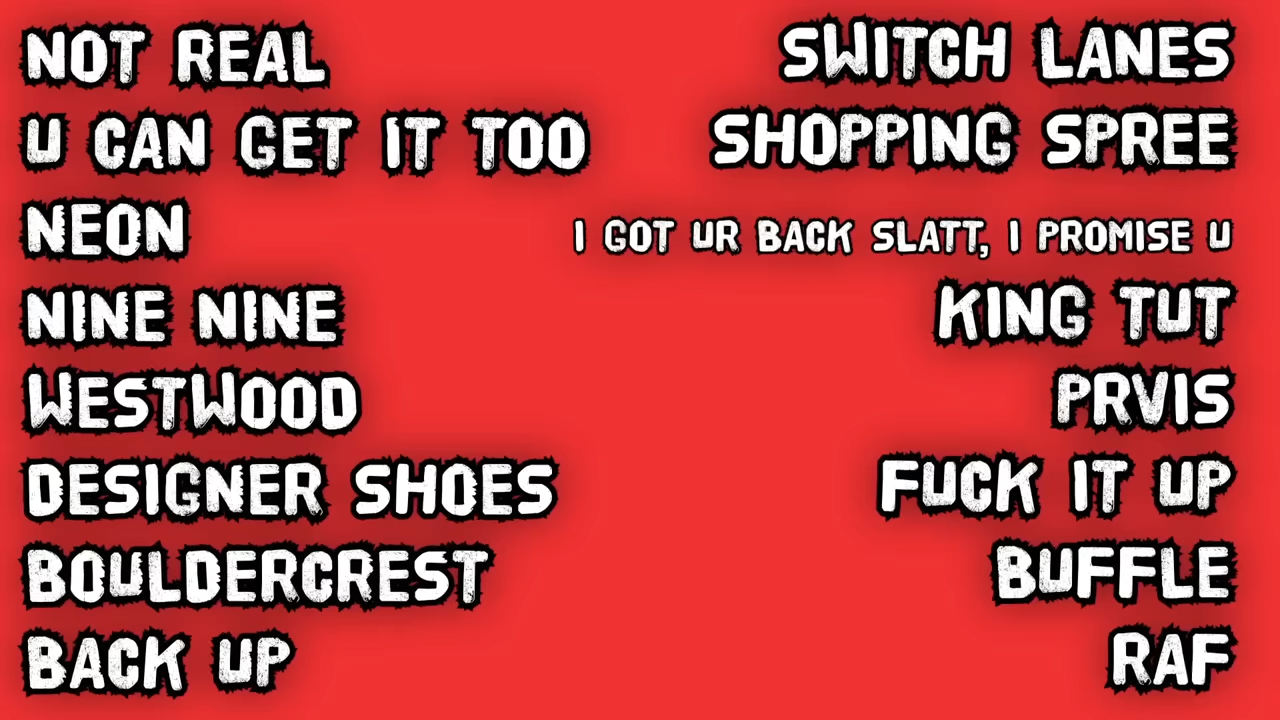 NOT REAL
U CAN GET IT TOO
NEON
NINE NINE
WESTWOOD
DESIGNER SHOES
BOULDERCREST
BACK UP
SWITCH LANES
SHOPPING SPREE
I GOT UR BACK SLATT, I PROMISE U
KING TUT
PRVIS
FUCK IT UP
BUFFLE
RAF